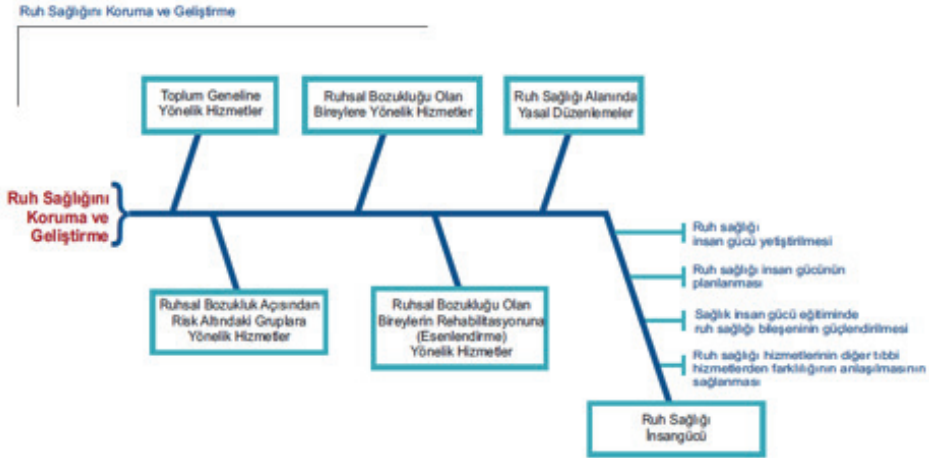 Ruh Sağlığını Koruma ve Geliştirme
Toplum Geneline
Yönelik Hizmetler
Ruhsal Bozukluğu Olan
Bireylere Yönelik Hizmetler
Ruh Sağlığı Alanında
Yasal Düzenlemeler
Ruh Sağlığını
Koruma ve
Geliştirme
Ruhsal Bozukluk Açısından
Risk Altındaki Gruplara
Yönelik Hizmetler
Ruhsal Bozukluğu Olan
Bireylerin Rehabilitasyonuna
(Esenlendirme)
Yönelik Hizmetler
Ruh sağlığı
insan gücü yetiştirilmesi
Ruh sağlığı insan gücünün
planlanması
Sağlık insan gücü eğitiminde
ruh sağlığı bileşeninin güçlendirilmesi
Ruh sağlığı hizmetlerinin diğer tıbbi
hizmetlerden farklılığının anlaşılmasının
sağlanması
Ruh Sağlığı
İnsangücü